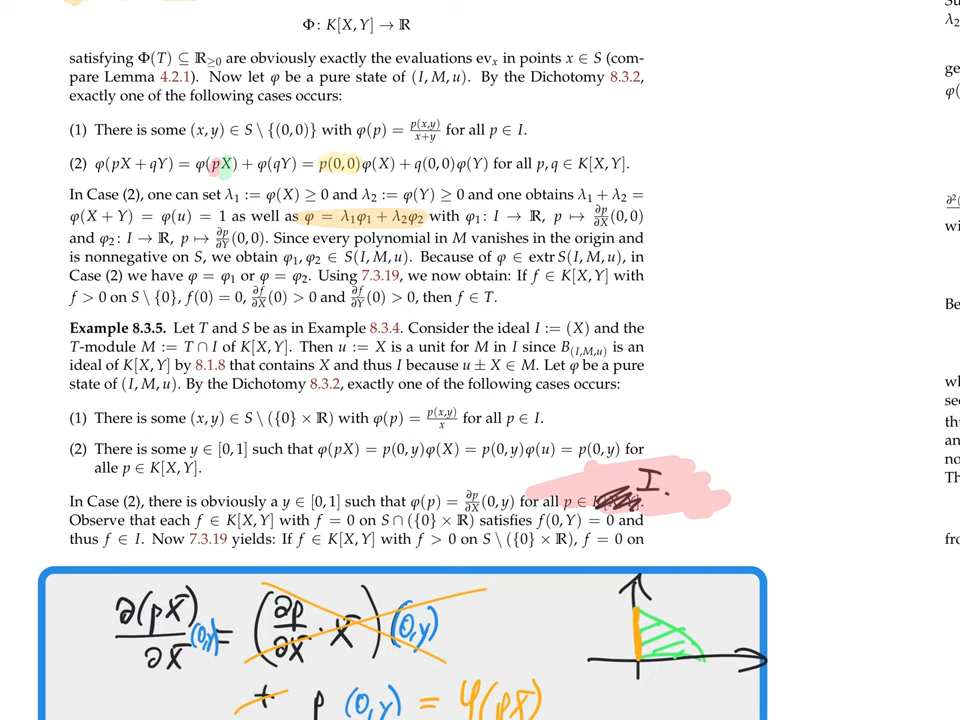 Φ: K[X, Y] → ℝ
satisfying Φ(T) ⊆ ℝ≥0 are obviously exactly the evaluations evₓ in points x ∈ S (com-
pare Lemma 4.2.1). Now let φ be a pure state of (I, M, u). By the Dichotomy 8.3.2,
exactly one of the following cases occurs:
(1) There is some (x, y) ∈ S \ {(0, 0)} with φ(p) = p(x,y)/x+y for all p ∈ I.
(2) φ(pX + qY) = φ(pX) + φ(qY) = p(0, 0)φ(X) + q(0, 0)φ(Y) for all p, q ∈ K[X, Y].
In Case (2), one can set λ₁ := φ(X) ≥ 0 and λ₂ := φ(Y) ≥ 0 and one obtains λ₁ + λ₂ =
φ(X + Y) = φ(u) = 1 as well as φ = λ₁φ₁ + λ₂φ₂ with φ₁: I → ℝ, p ↦ ∂p/∂X (0, 0)
and φ₂: I → ℝ, p ↦ ∂p/∂Y (0, 0). Since every polynomial in M vanishes in the origin and
is nonnegative on S, we obtain φ₁, φ₂ ∈ S(I, M, u). Because of φ ∈ extr S(I, M, u), in
Case (2) we have φ = φ₁ or φ = φ₂. Using 7.3.19, we now obtain: If f ∈ K[X, Y] with
f > 0 on S \ {0}, f(0) = 0, ∂f/∂X (0) > 0 and ∂f/∂Y (0) > 0, then f ∈ T.
Example 8.3.5. Let T and S be as in Example 8.3.4. Consider the ideal I := (X) and the
T-module M := T ∩ I of K[X, Y]. Then u := X is a unit for M in I since B(I,M,u) is an
ideal of K[X, Y] by 8.1.8 that contains X and thus I because u ± X ∈ M. Let φ be a pure
state of (I, M, u). By the Dichotomy 8.3.2, exactly one of the following cases occurs:
(1) There is some (x, y) ∈ S \ ({0} × ℝ) with φ(p) = p(x,y)/x for all p ∈ I.
(2) There is some y ∈ [0, 1] such that φ(pX) = p(0, y)φ(X) = p(0, y)φ(u) = p(0, y) for
alle p ∈ K[X, Y].
I.
In Case (2), there is obviously a y ∈ [0, 1] such that φ(p) = ∂p/∂X (0, y) for all p ∈
Observe that each f ∈ K[X, Y] with f = 0 on S ∩ ({0} × ℝ) satisfies f(0, Y) = 0 and
thus f ∈ I. Now 7.3.19 yields: If f ∈ K[X, Y] with f > 0 on S \ ({0} × ℝ), f = 0 on
∂(pX)/∂X (0,y) = (∂p/∂X · X) (0,y)
+ p (0,y) = φ(pX)
λ₂
ge
φ(
wi
Be
wh
see
thu
an
no
Th
fro